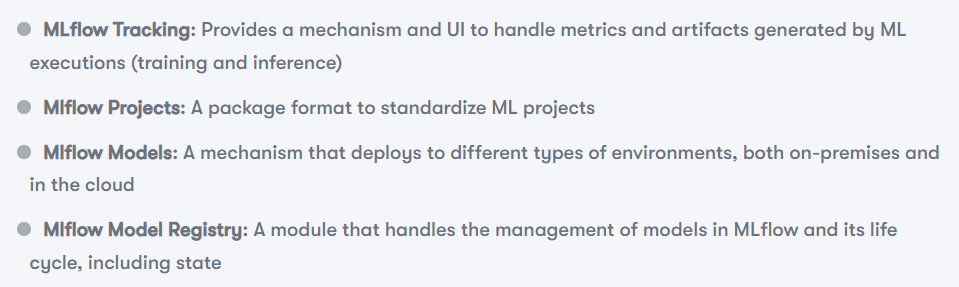 MLflow Tracking: Provides a mechanism and UI to handle metrics and artifacts generated by ML
executions (training and inference)
Mlflow Projects: A package format to standardize ML projects
Mlflow Models: A mechanism that deploys to different types of environments, both on-premises and
in the cloud
Mlflow Model Registry: A module that handles the management of models in MLflow and its life
cycle, including state